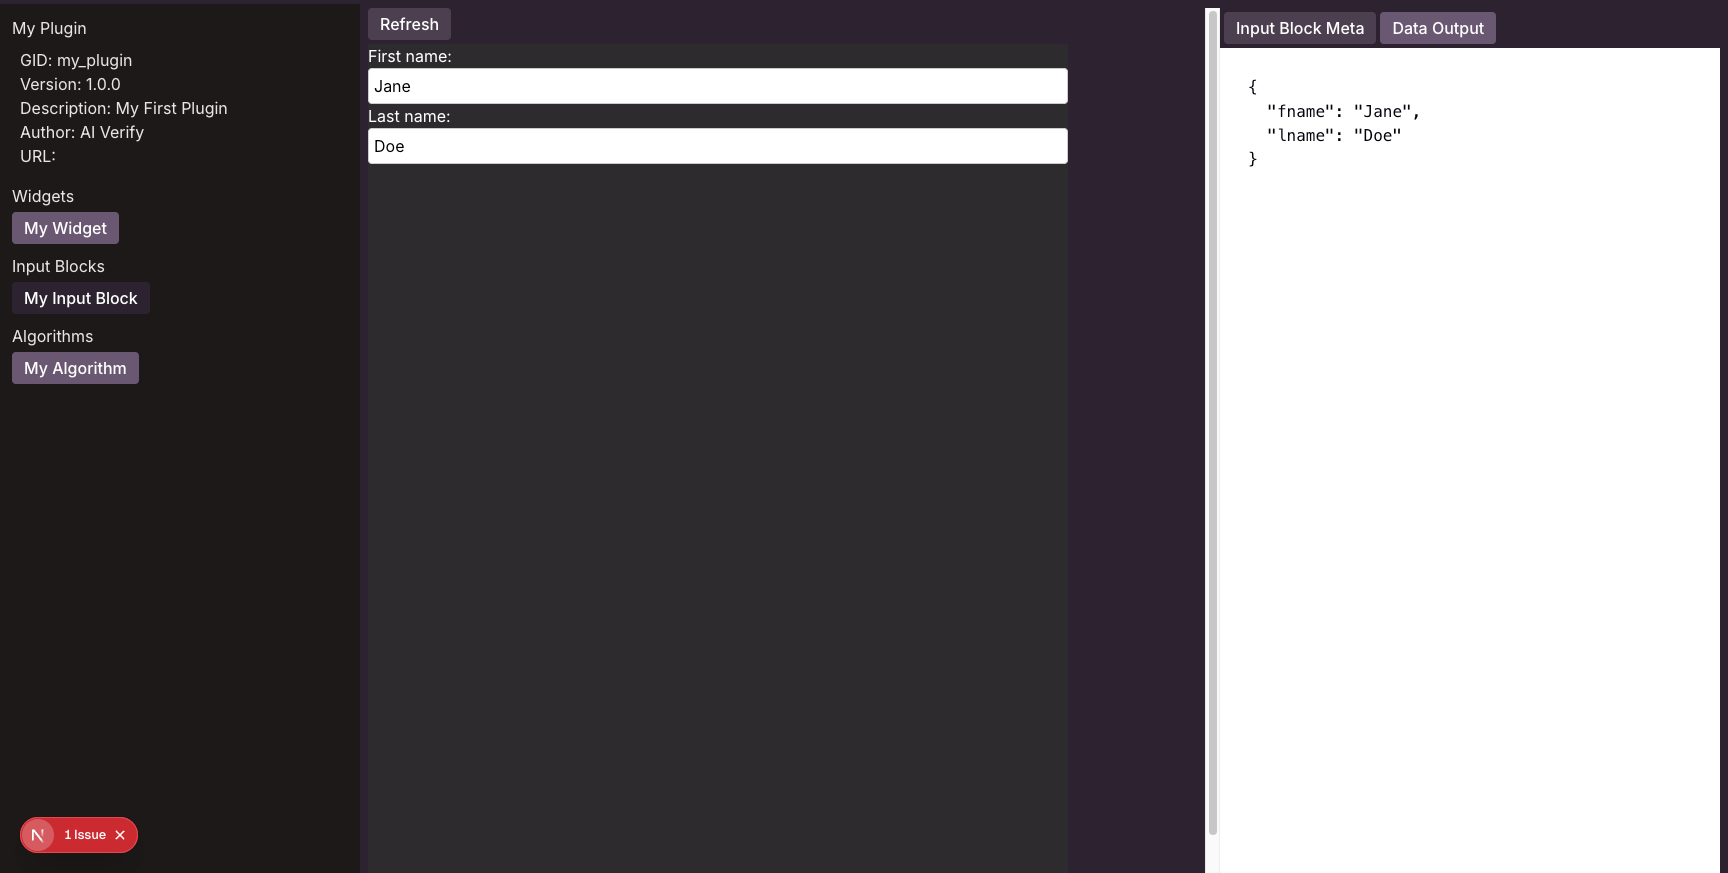 My Plugin
GID: my_plugin
Version: 1.0.0
Description: My First Plugin
Author: AI Verify
URL:
Widgets
My Widget
Input Blocks
My Input Block
Algorithms
My Algorithm
N
1 Issue
Refresh
First name:
Jane
Last name:
Doe
Input Block Meta
Data Output
{
  "fname": "Jane",
  "lname": "Doe"
}